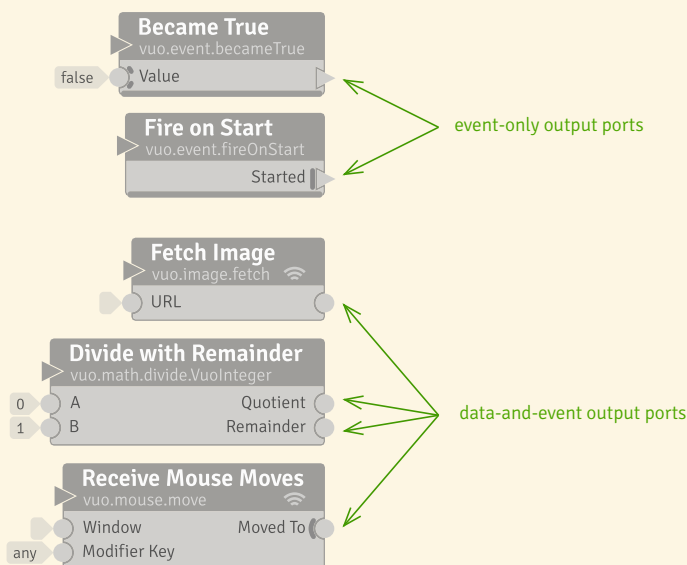 Became True
vuo.event.becameTrue
false
Value
event-only output ports
Fire on Start
vuo.event.fireOnStart
Started
Fetch Image
vuo.image.fetch
URL
Divide with Remainder
vuo.math.divide.VuoInteger
0 A Quotient
1 B Remainder
data-and-event output ports
Receive Mouse Moves
vuo.mouse.move
Window Moved To
any Modifier Key